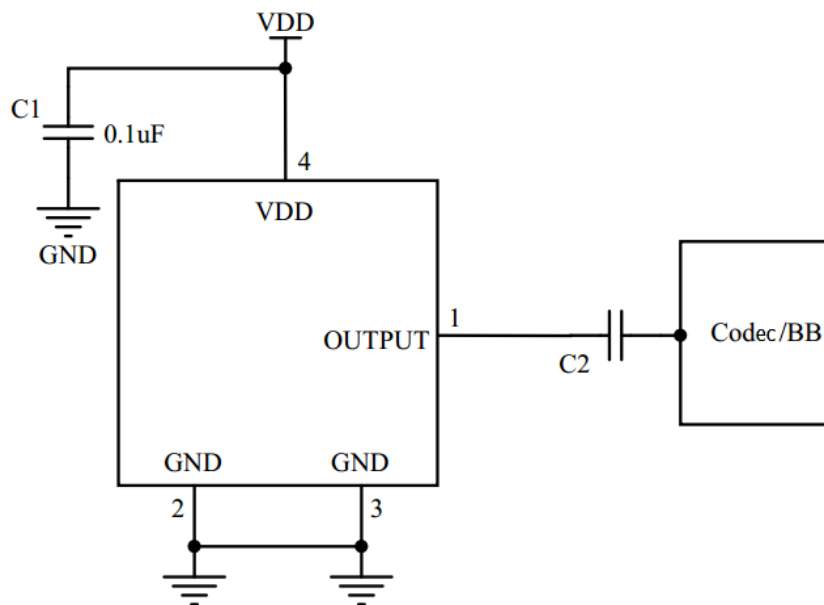 VDD
C1
0.1uF
4
VDD
GND
1
OUTPUT
Codec/BB
C2
GND
GND
2
3